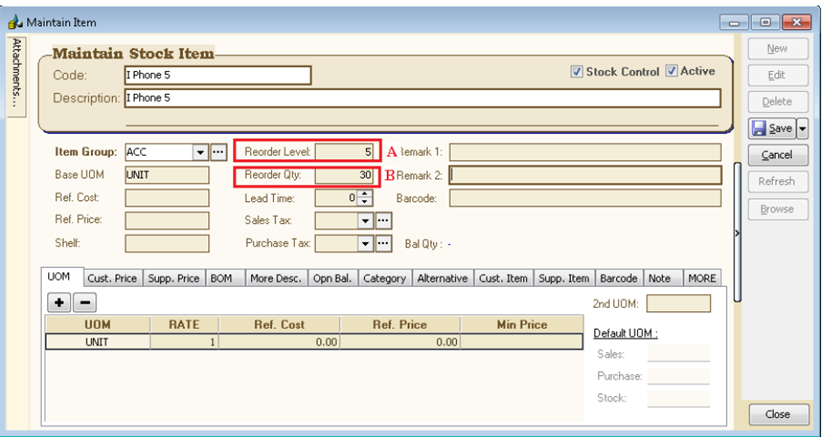 Maintain Item
Attachments...
Maintain Stock Item
Code: I Phone 5 Stock Control Active
Description: I Phone 5
Item Group: ACC Reorder Level: 5 A Remark 1:
Base UOM UNIT Reorder Qty: 30 B Remark 2:
Ref. Cost: Lead Time: 0 Barcode:
Ref. Price: Sales Tax:
Shelf: Purchase Tax: Bal Qty : -
UOM Cust. Price Supp. Price BOM More Desc. Opn Bal. Category Alternative Cust. Item Supp. Item Barcode Note MORE
2nd UOM:
UOM RATE Ref. Cost Ref. Price Min Price
UNIT 1 0.00 0.00
Default UOM :
Sales:
Purchase:
Stock:
New
Edit
Delete
Save
Cancel
Refresh
Browse
Close